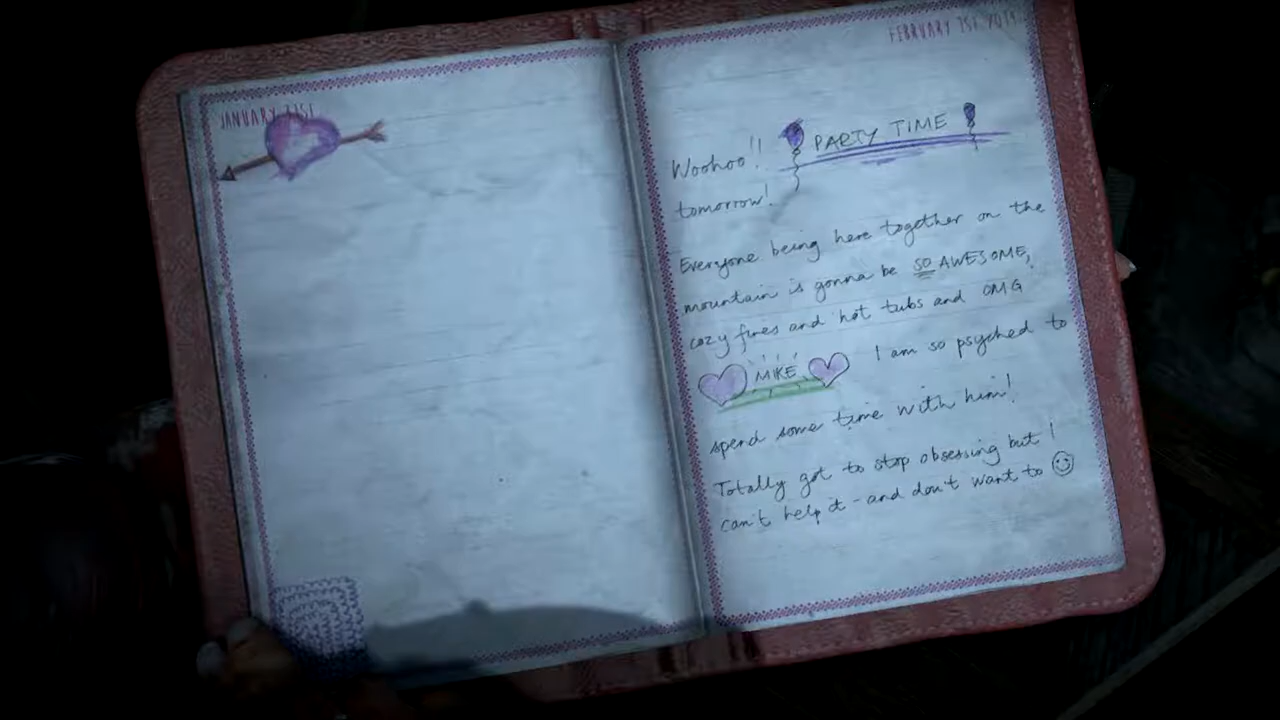 JANUARY 31ST
FEBRUARY 1ST 2014
Woohoo!! PARTY TIME
tomorrow!
Everyone being here together on the
mountain is gonna be SO AWESOME,
cozy fires and hot tubs and OMG
MIKE I am so psyched to
spend some time with him!
Totally got to stop obsessing but I
can't help it - and don't want to